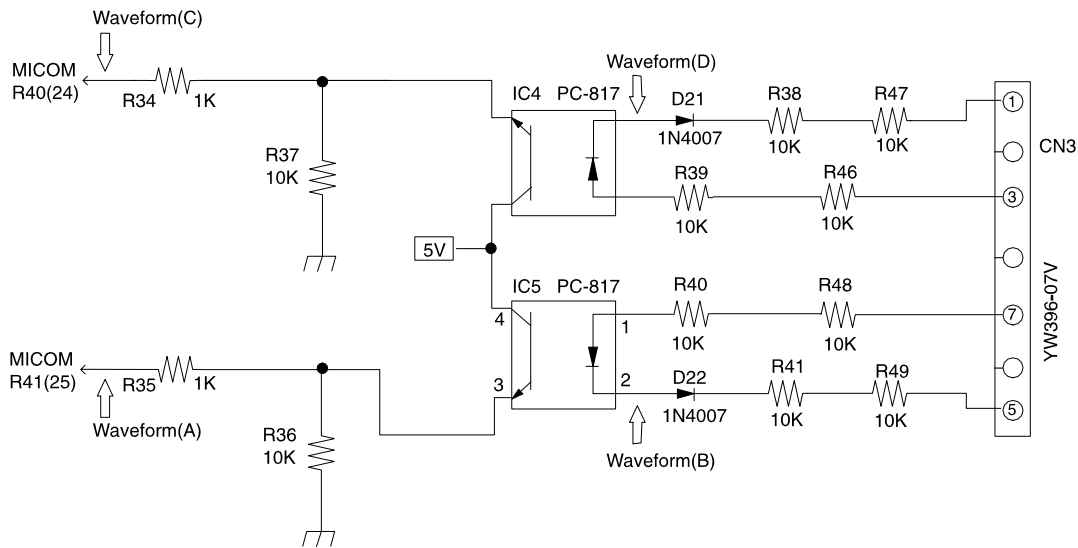 Waveform(C)
MICOM
R40(24)
R34
1K
R37
10K
IC4
PC-817
Waveform(D)
D21
1N4007
R38
10K
R47
10K
R39
10K
R46
10K
1
3
CN3
5V
IC5
PC-817
4
3
1
2
R40
10K
R48
10K
D22
1N4007
R41
10K
R49
10K
7
5
YW396-07V
MICOM
R41(25)
R35
1K
Waveform(A)
R36
10K
Waveform(B)